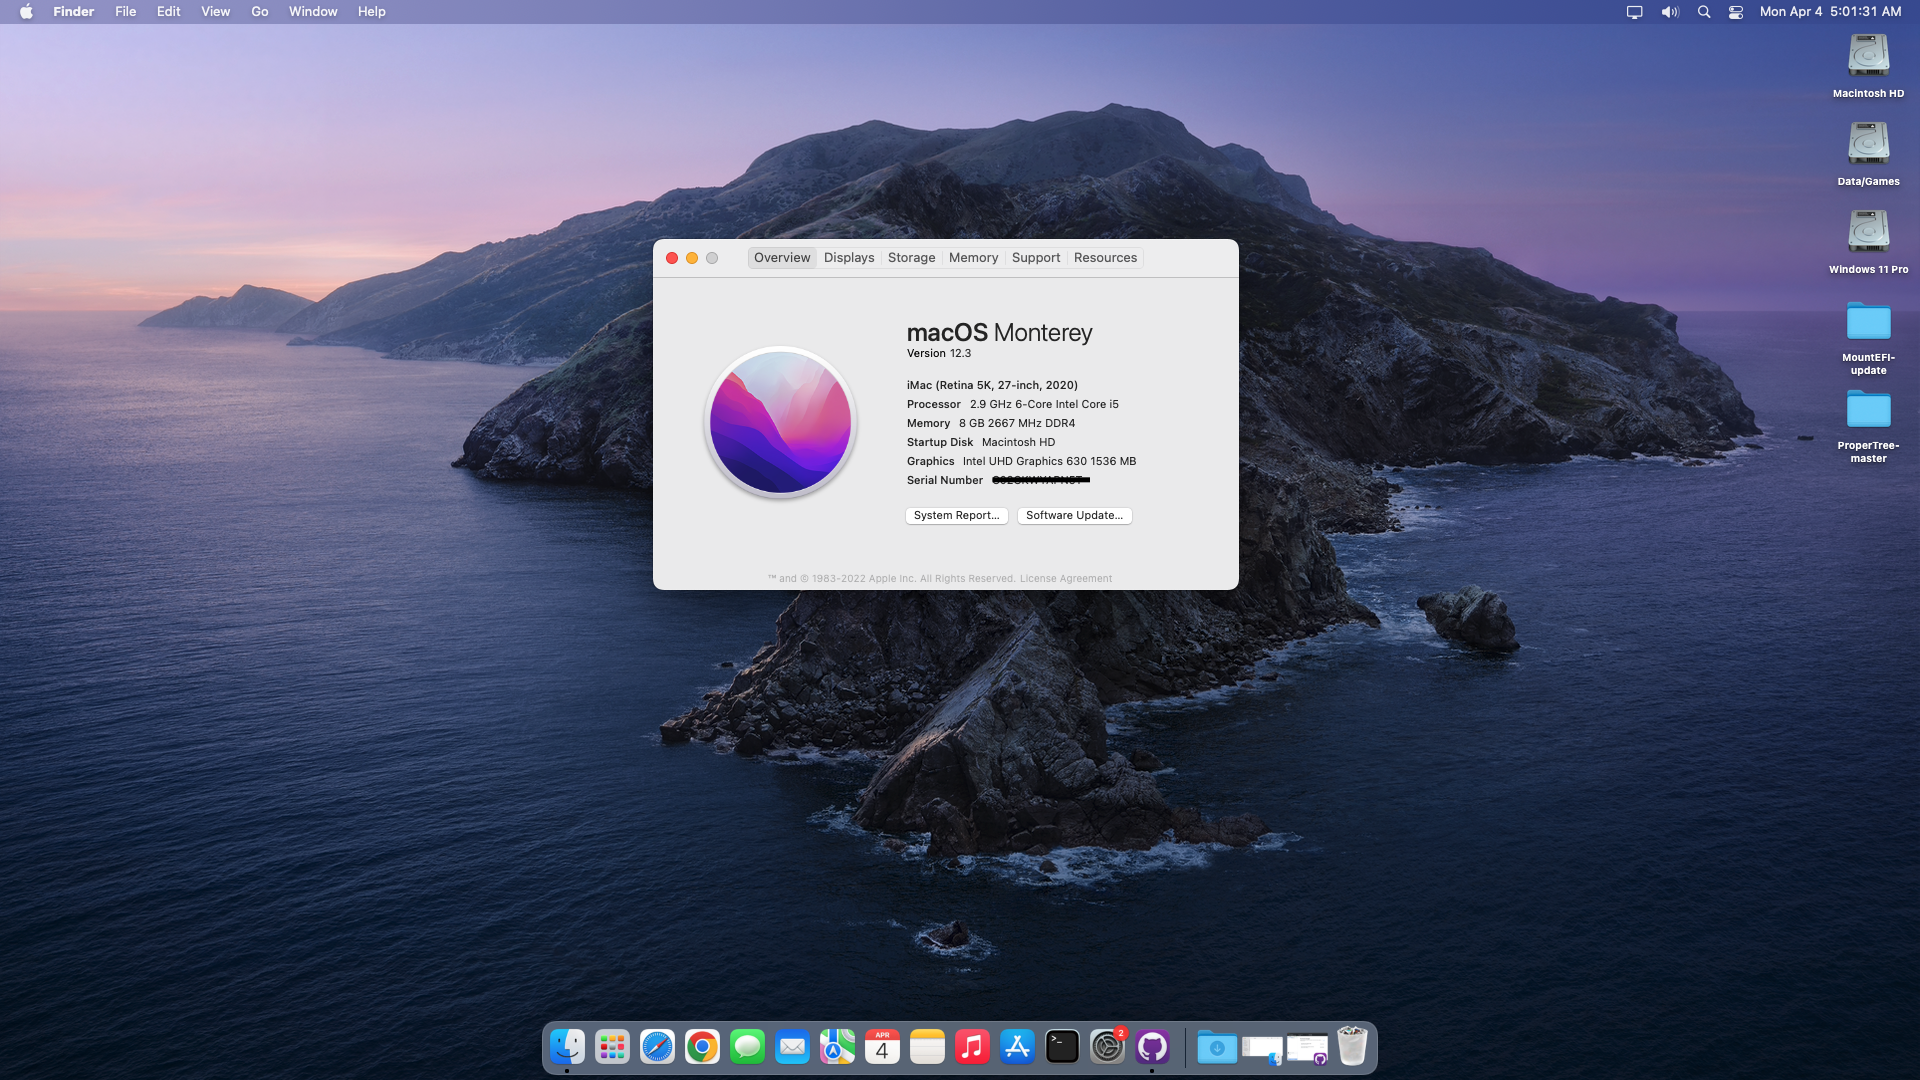 Finder File Edit View Go Window Help
Mon Apr 4 5:01:31 AM
Macintosh HD
Data/Games
Windows 11 Pro
MountEFI-
update
ProperTree-
master
Overview Displays Storage Memory Support Resources
macOS Monterey
Version 12.3
iMac (Retina 5K, 27-inch, 2020)
Processor 2.9 GHz 6-Core Intel Core i5
Memory 8 GB 2667 MHz DDR4
Startup Disk Macintosh HD
Graphics Intel UHD Graphics 630 1536 MB
Serial Number
System Report... Software Update...
™ and © 1983-2022 Apple Inc. All Rights Reserved. License Agreement
APR
4
>_
2